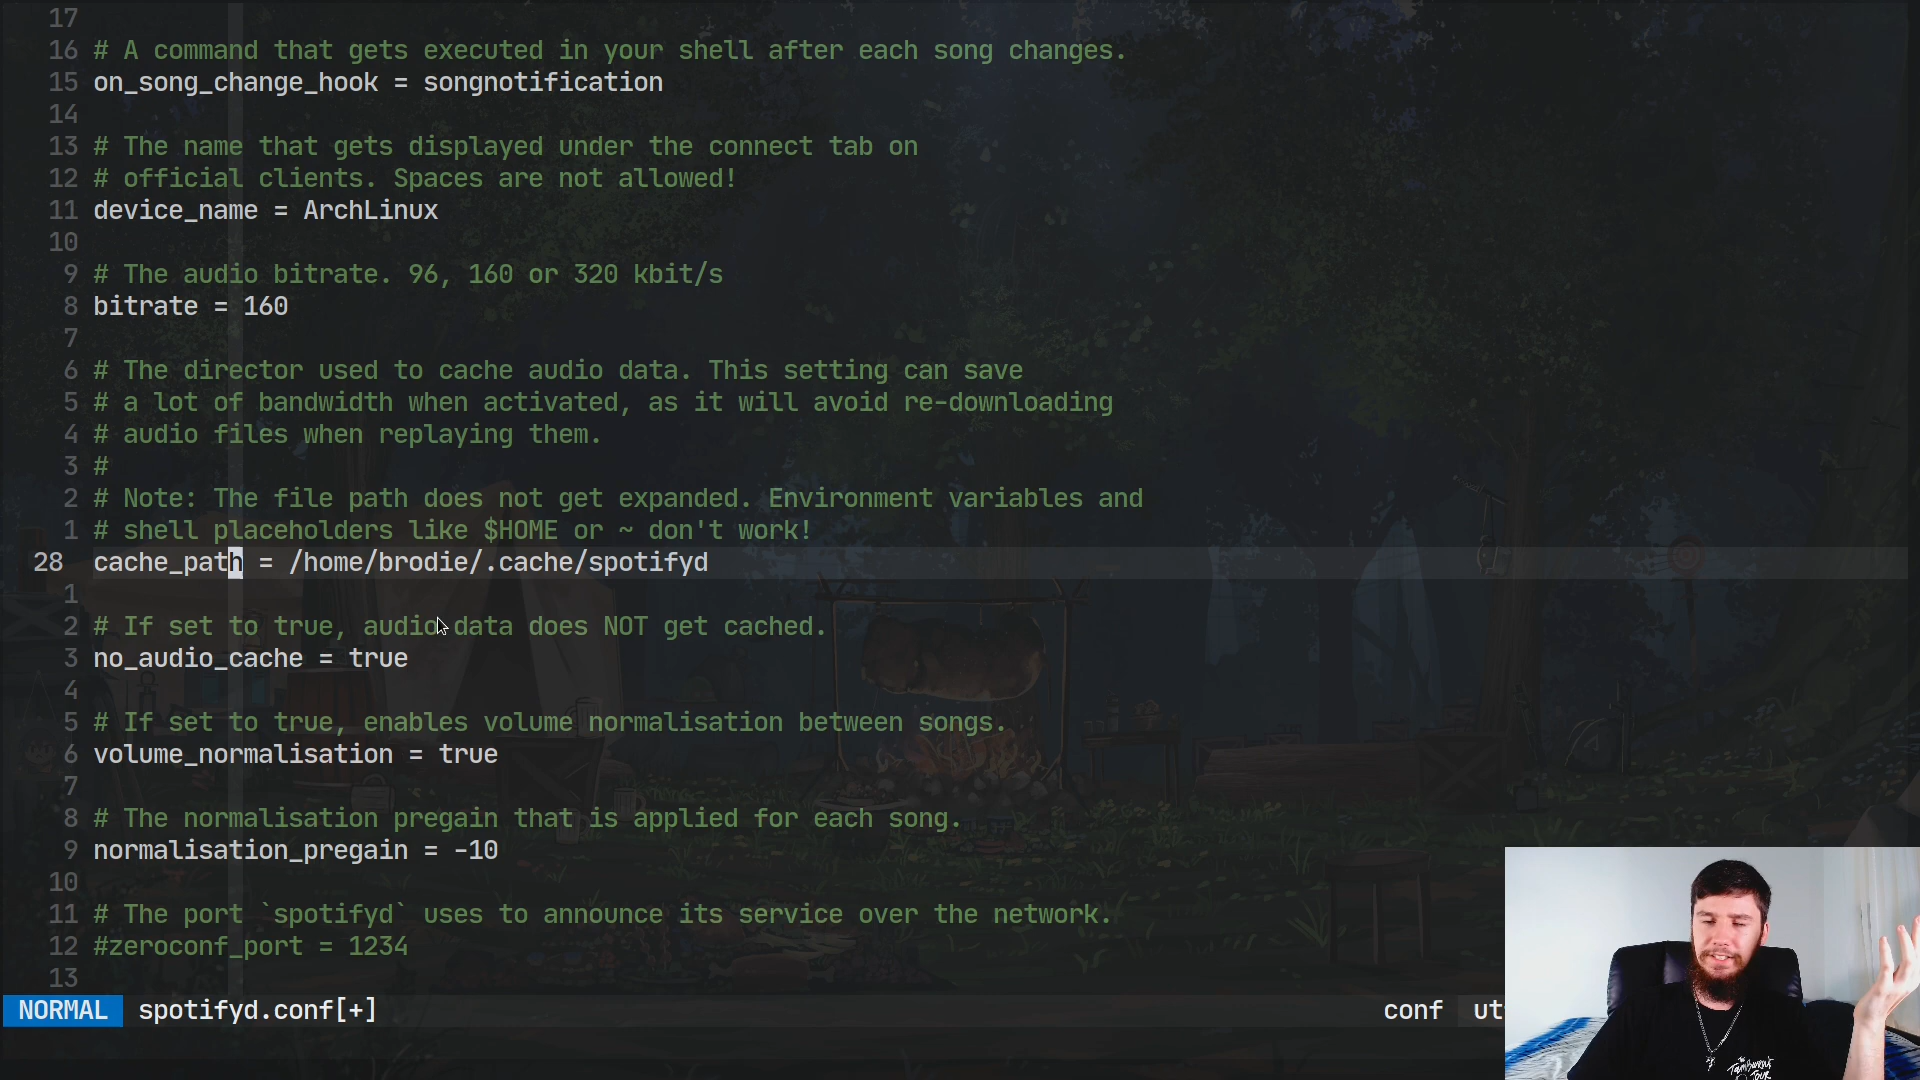 17
16 # A command that gets executed in your shell after each song changes.
15 on_song_change_hook = songnotification
14
13 # The name that gets displayed under the connect tab on
12 # official clients. Spaces are not allowed!
11 device_name = ArchLinux
10
9 # The audio bitrate. 96, 160 or 320 kbit/s
8 bitrate = 160
7
6 # The director used to cache audio data. This setting can save
5 # a lot of bandwidth when activated, as it will avoid re-downloading
4 # audio files when replaying them.
3 #
2 # Note: The file path does not get expanded. Environment variables and
1 # shell placeholders like $HOME or ~ don't work!
28 cache_path = /home/brodie/.cache/spotifyd
1
2 # If set to true, audio data does NOT get cached.
3 no_audio_cache = true
4
5 # If set to true, enables volume normalisation between songs.
6 volume_normalisation = true
7
8 # The normalisation pregain that is applied for each song.
9 normalisation_pregain = -10
10
11 # The port `spotifyd` uses to announce its service over the network.
12 #zeroconf_port = 1234
13
NORMAL spotifyd.conf[+] conf